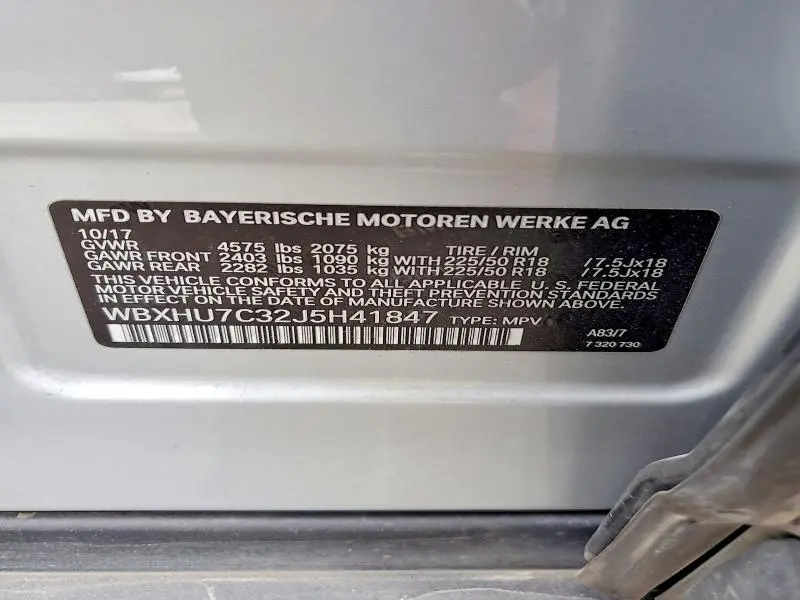 MFD BY BAYERISCHE MOTOREN WERKE AG
10/17
GVWR 4575 lbs 2075 kg TIRE / RIM
GAWR FRONT 2403 lbs 1090 kg WITH 225/50 R18 /7.5Jx18
GAWR REAR 2282 lbs 1035 kg WITH 225/50 R18 /7.5Jx18
THIS VEHICLE CONFORMS TO ALL APPLICABLE U. S. FEDERAL
MOTOR VEHICLE SAFETY AND THEFT PREVENTION STANDARDS
IN EFFECT ON THE DATE OF MANUFACTURE SHOWN ABOVE.
WBXHU7C32J5H41847 TYPE: MPV
A83/7
7 320 730